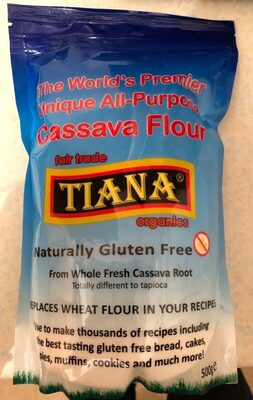 The World's Premier
Unique All-Purpose
Cassava Flour
fair trade
TIANA®
organics
Naturally Gluten Free
From Whole Fresh Cassava Root
Totally different to tapioca
REPLACES WHEAT FLOUR IN YOUR RECIPES
Use to make thousands of recipes including
the best tasting gluten free bread, cakes,
pies, muffins, cookies and much more!
500g e